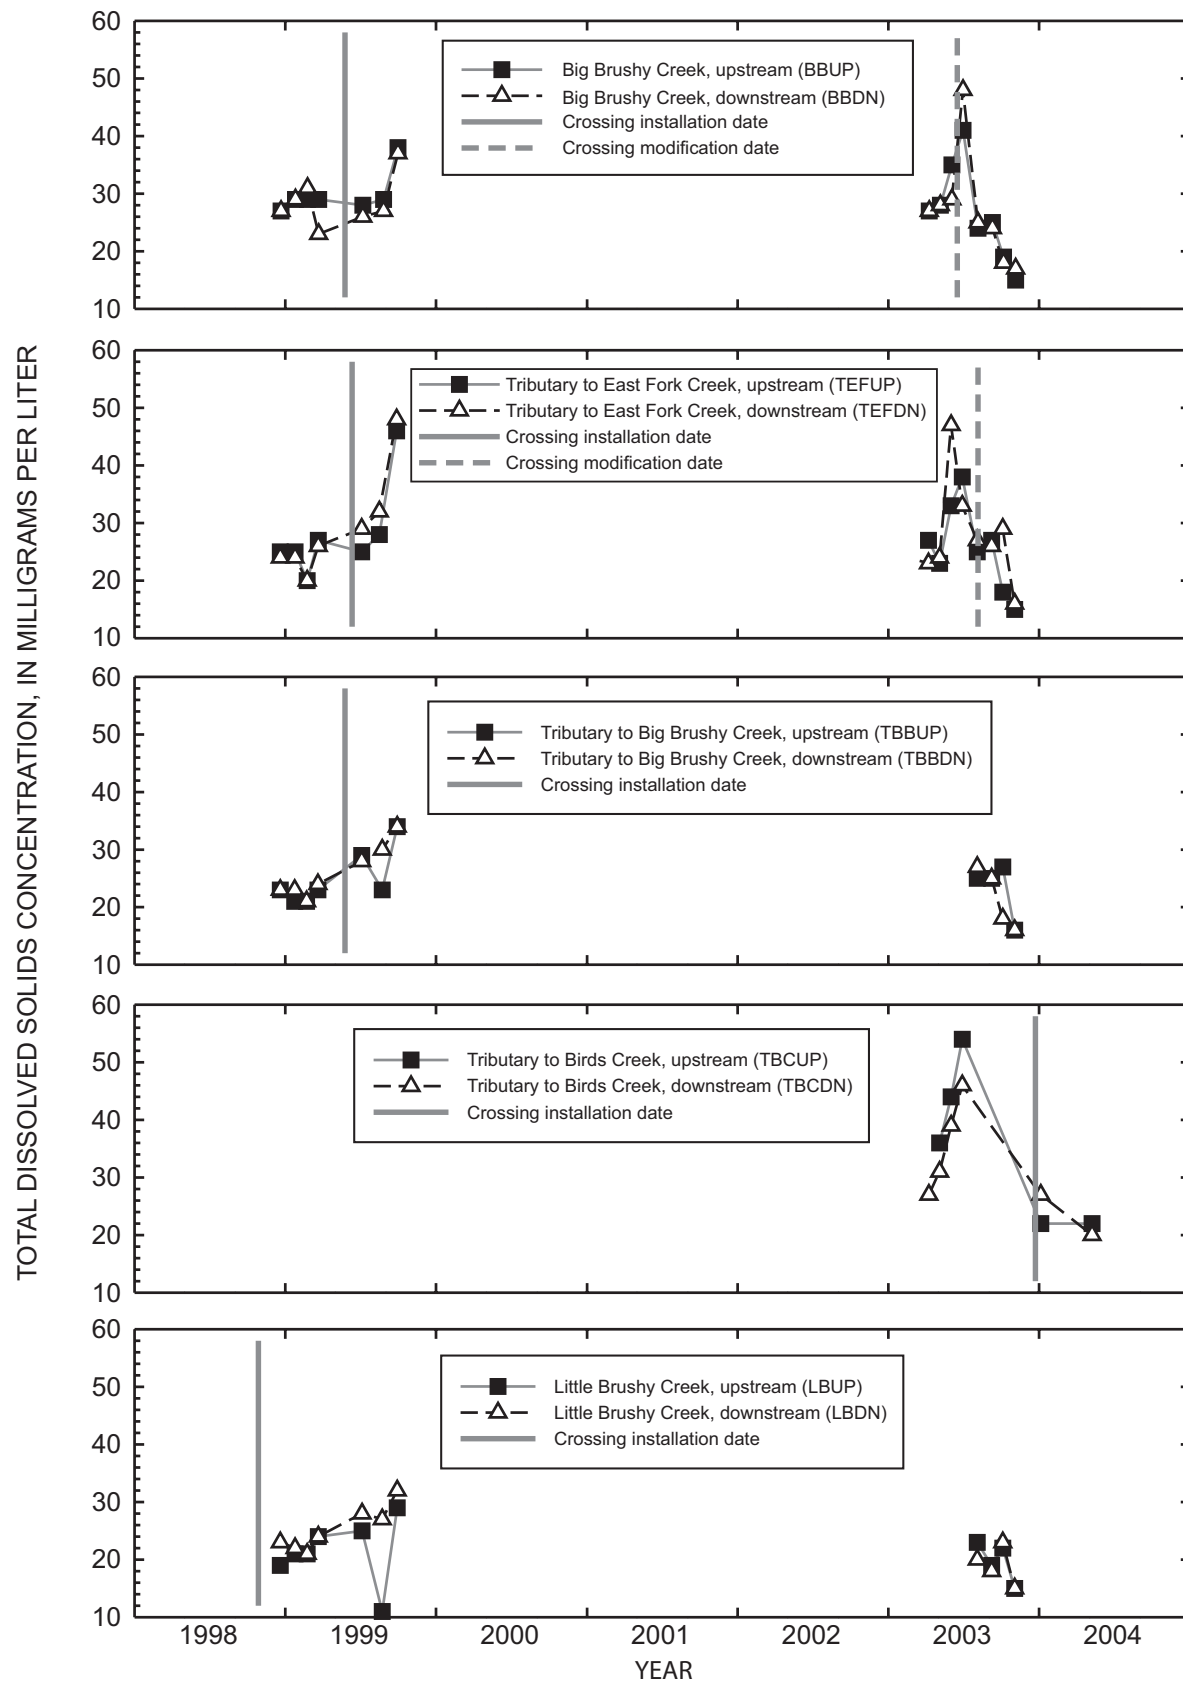 TOTAL DISSOLVED SOLIDS CONCENTRATION, IN MILLIGRAMS PER LITER
60
50
40
30
20
10
Big Brushy Creek, upstream (BBUP)
Big Brushy Creek, downstream (BBDN)
Crossing installation date
Crossing modification date
60
50
40
30
20
10
Tributary to East Fork Creek, upstream (TEFUP)
Tributary to East Fork Creek, downstream (TEFDN)
Crossing installation date
Crossing modification date
60
50
40
30
20
10
Tributary to Big Brushy Creek, upstream (TBBUP)
Tributary to Big Brushy Creek, downstream (TBBDN)
Crossing installation date
60
50
40
30
20
10
Tributary to Birds Creek, upstream (TBCUP)
Tributary to Birds Creek, downstream (TBCDN)
Crossing installation date
60
50
40
30
20
10
Little Brushy Creek, upstream (LBUP)
Little Brushy Creek, downstream (LBDN)
Crossing installation date
1998 1999 2000 2001 2002 2003 2004
YEAR